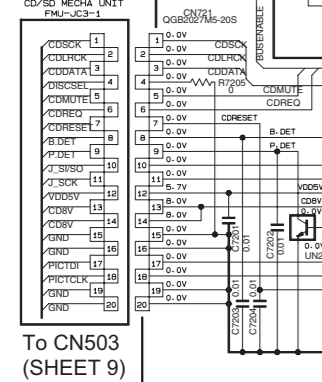 CD/SD MECHA UNIT
FMU-JC3-1
CN721
QGB2027M5-20S
BUSENABLE
CDSCK 1
CDLRCK 2
CDDATA 3
DISCSEL 4
CDMUTE 5
CDREQ 6
CDRESET 7
B.DET 8
P.DET 9
J_SI/SO 10
J_SCK 11
VDD5V 12
CD8V 13
CD8V 14
GND 15
GND 16
PICTDI 17
PICTCLK 18
GND 19
GND 20
1 0.0V
2 0.0V
3 0.0V
4 0.0V
5 0.0V
6 0.0V
7 0.0V
8 0.0V
9 0.0V
10 0.0V
11 0.0V
12 5.7V
13 8.0V
14 8.0V
15 0.0V
16 0.0V
17 0.0V
18 0.0V
19 0.0V
20 0.0V
CDSCK
CDLRCK
CDDATA
R7205
0
CDMUTE
CDREQ
CDRESET
B.DET
P.DET
VDD5V
CD8V
0.0V
C7201
0.01
C7202
0.01
0.0V
UN2
C7203 0.01
C7204 0.01
To CN503
(SHEET 9)